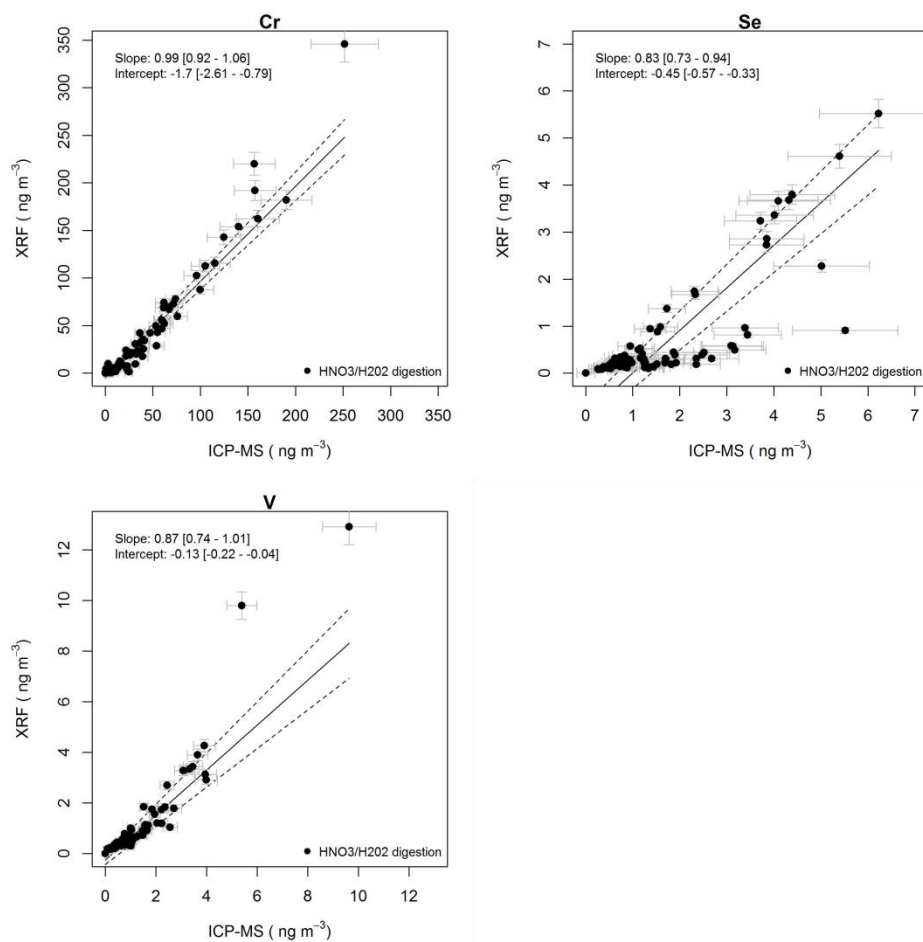 Cr
Slope: 0.99 [0.92 - 1.06]
Intercept: -1.7 [-2.61 - -0.79]
350
300
250
200
150
100
50
0
XRF ( ng m⁻³)
HNO3/H202 digestion
0 50 100 150 200 250 300 350
ICP-MS ( ng m⁻³)
Se
Slope: 0.83 [0.73 - 0.94]
Intercept: -0.45 [-0.57 - -0.33]
7
6
5
4
3
2
1
0
XRF ( ng m⁻³)
HNO3/H202 digestion
0 1 2 3 4 5 6 7
ICP-MS ( ng m⁻³)
V
Slope: 0.87 [0.74 - 1.01]
Intercept: -0.13 [-0.22 - -0.04]
12
10
8
6
4
2
0
XRF ( ng m⁻³)
HNO3/H202 digestion
0 2 4 6 8 10 12
ICP-MS ( ng m⁻³)